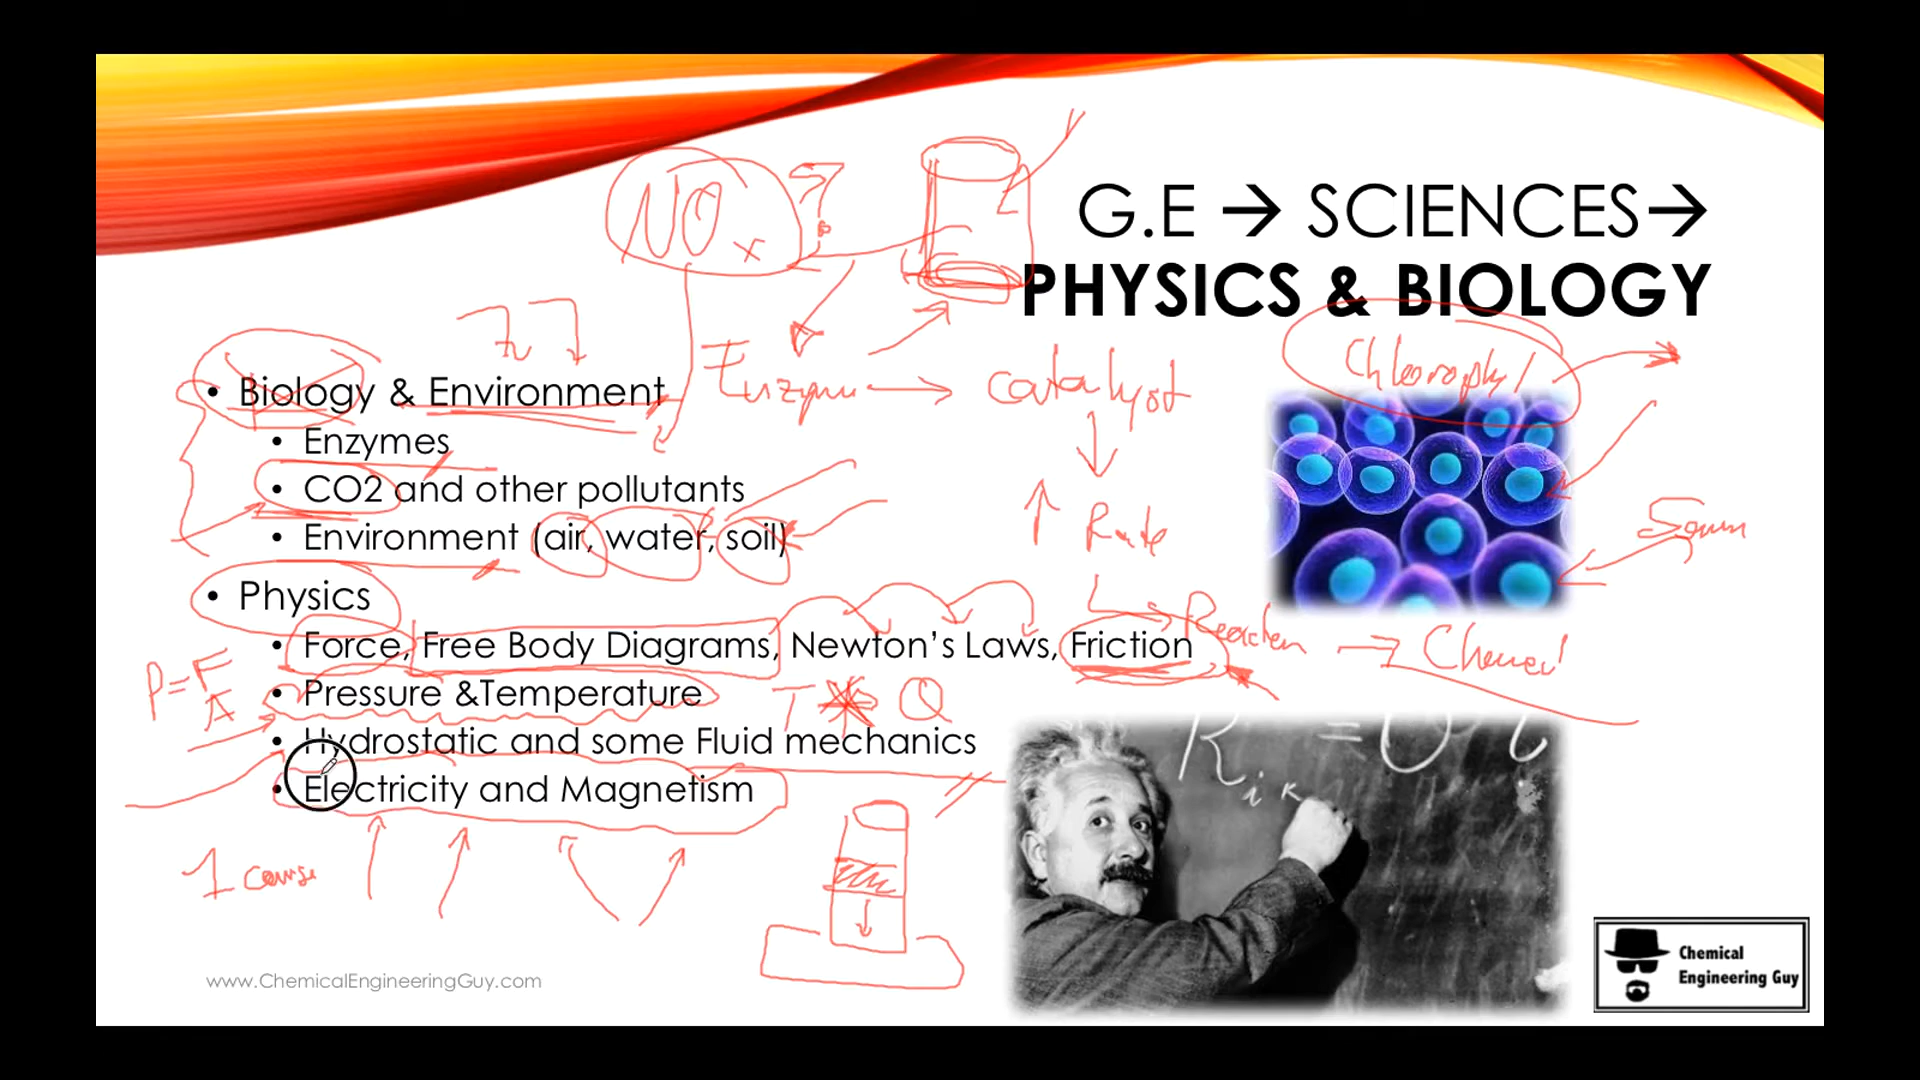 G.E → SCIENCES→
PHYSICS & BIOLOGY
NOx
Chlorophyl
• Biology & Environment
Enzyme → catalyst
• Enzymes
• CO2 and other pollutants
• Environment (air, water, soil)
↑ Rate
• Physics
• Force, Free Body Diagrams, Newton's Laws, Friction
Reaction → Chemical
P=F
A
• Pressure &Temperature
T Q
• Hydrostatic and some Fluid mechanics
• Electricity and Magnetism
1 course
www.ChemicalEngineeringGuy.com
Chemical
Engineering Guy